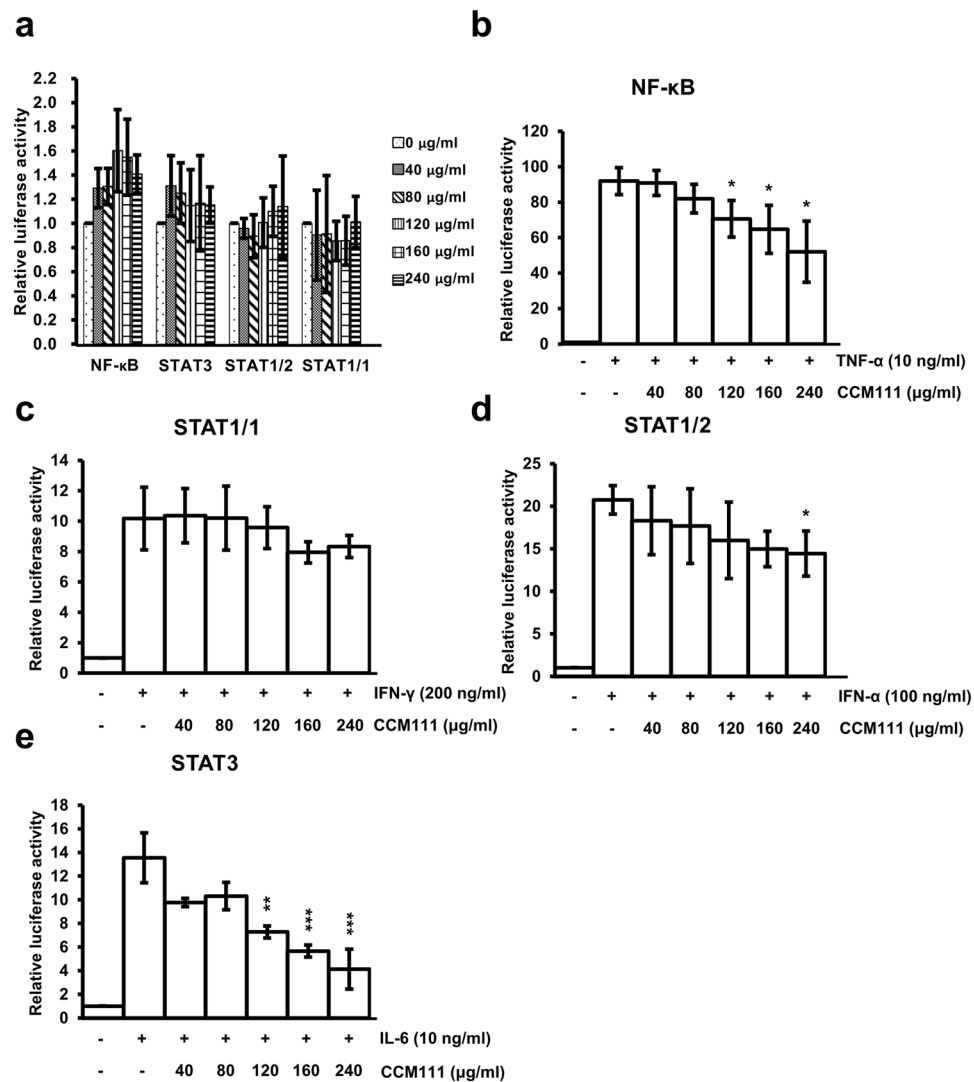 a
Relative luciferase activity
2.2
2.0
1.8
1.6
1.4
1.2
1.0
0.8
0.6
0.4
0.2
0.0
NF-κB STAT3 STAT1/2 STAT1/1
0 μg/ml
40 μg/ml
80 μg/ml
120 μg/ml
160 μg/ml
240 μg/ml
b
NF-κB
Relative luciferase activity
120
100
80
60
40
20
0
* * *
- + + + + + + TNF-α (10 ng/ml)
- - 40 80 120 160 240 CCM111 (μg/ml)
c
STAT1/1
Relative luciferase activity
14
12
10
8
6
4
2
0
- + + + + + + IFN-γ (200 ng/ml)
- - 40 80 120 160 240 CCM111 (μg/ml)
d
STAT1/2
Relative luciferase activity
25
20
15
10
5
0
*
- + + + + + + IFN-α (100 ng/ml)
- - 40 80 120 160 240 CCM111 (μg/ml)
e
STAT3
Relative luciferase activity
18
16
14
12
10
8
6
4
2
0
** *** ***
- + + + + + + IL-6 (10 ng/ml)
- - 40 80 120 160 240 CCM111 (μg/ml)